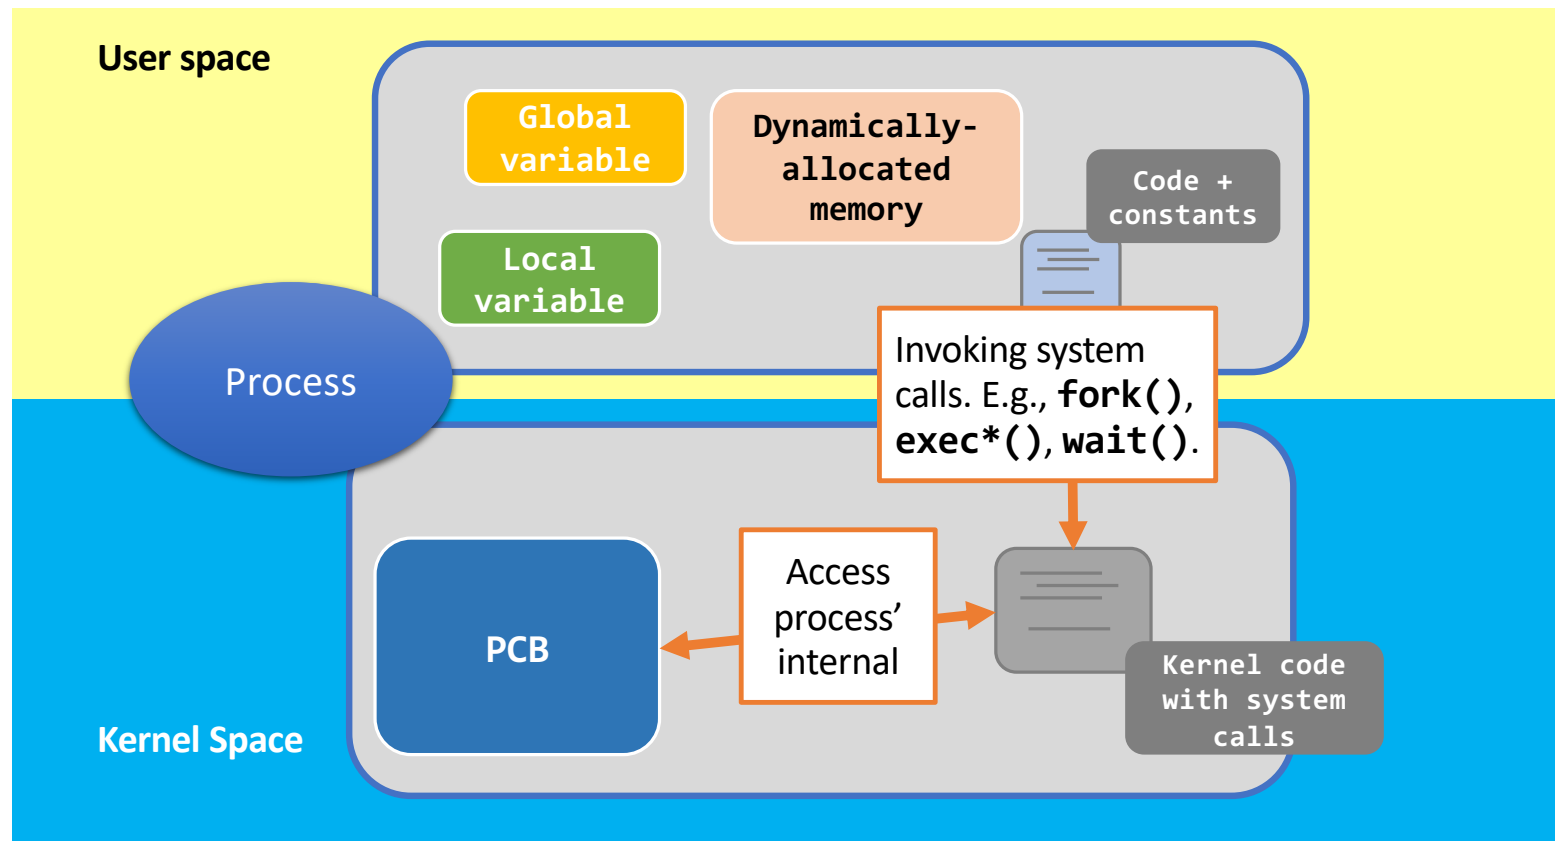 User space
Global
variable
Dynamically-
allocated
memory
Code +
constants
Local
variable
Process
Invoking system
calls. E.g., fork(),
exec*(), wait().
PCB
Access
process’
internal
Kernel code
with system
calls
Kernel Space